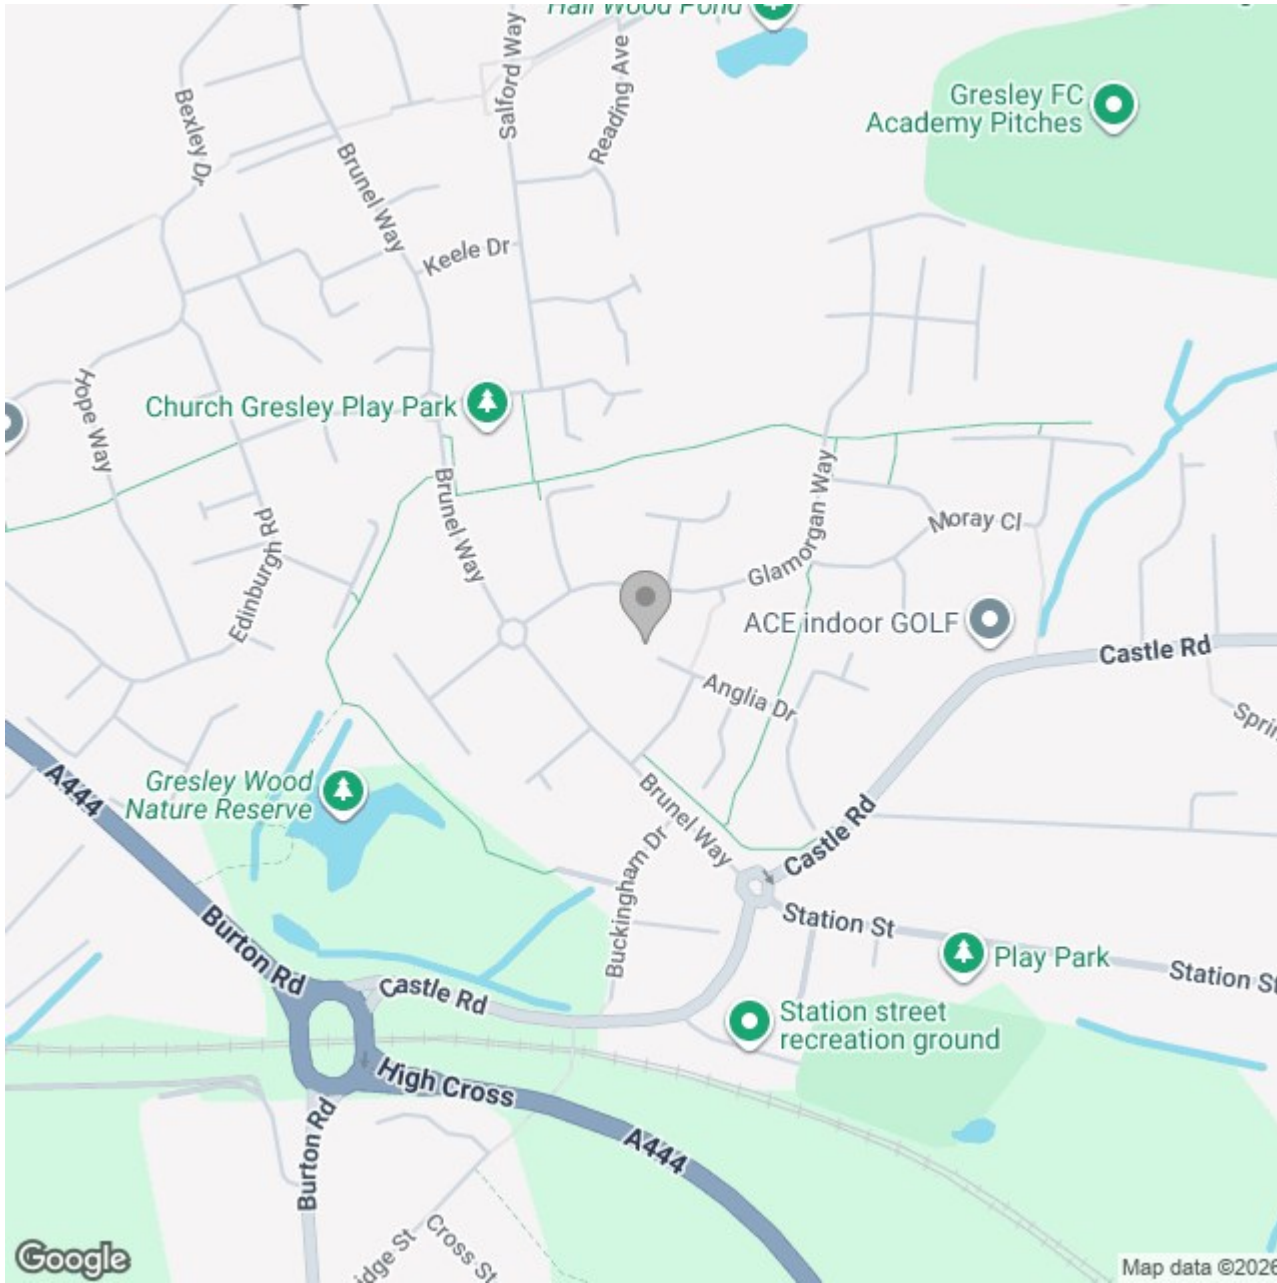 Hall Wood Pond
Salford Way
Reading Ave
Gresley FC
Academy Pitches
Bexley Dr
Brunel Way
Keele Dr
Hope Way
Church Gresley Play Park
Brunel Way
Glamorgan Way
Moray Cl
Edinburgh Rd
ACE indoor GOLF
Castle Rd
Anglia Dr
A444
Gresley Wood
Nature Reserve
Brunel Way
Castle Rd
Buckingham Dr
Burton Rd
Station St
Play Park
Station St
Castle Rd
Station street
recreation ground
High Cross
Burton Rd
A444
Cross St
Google
Map data ©2026